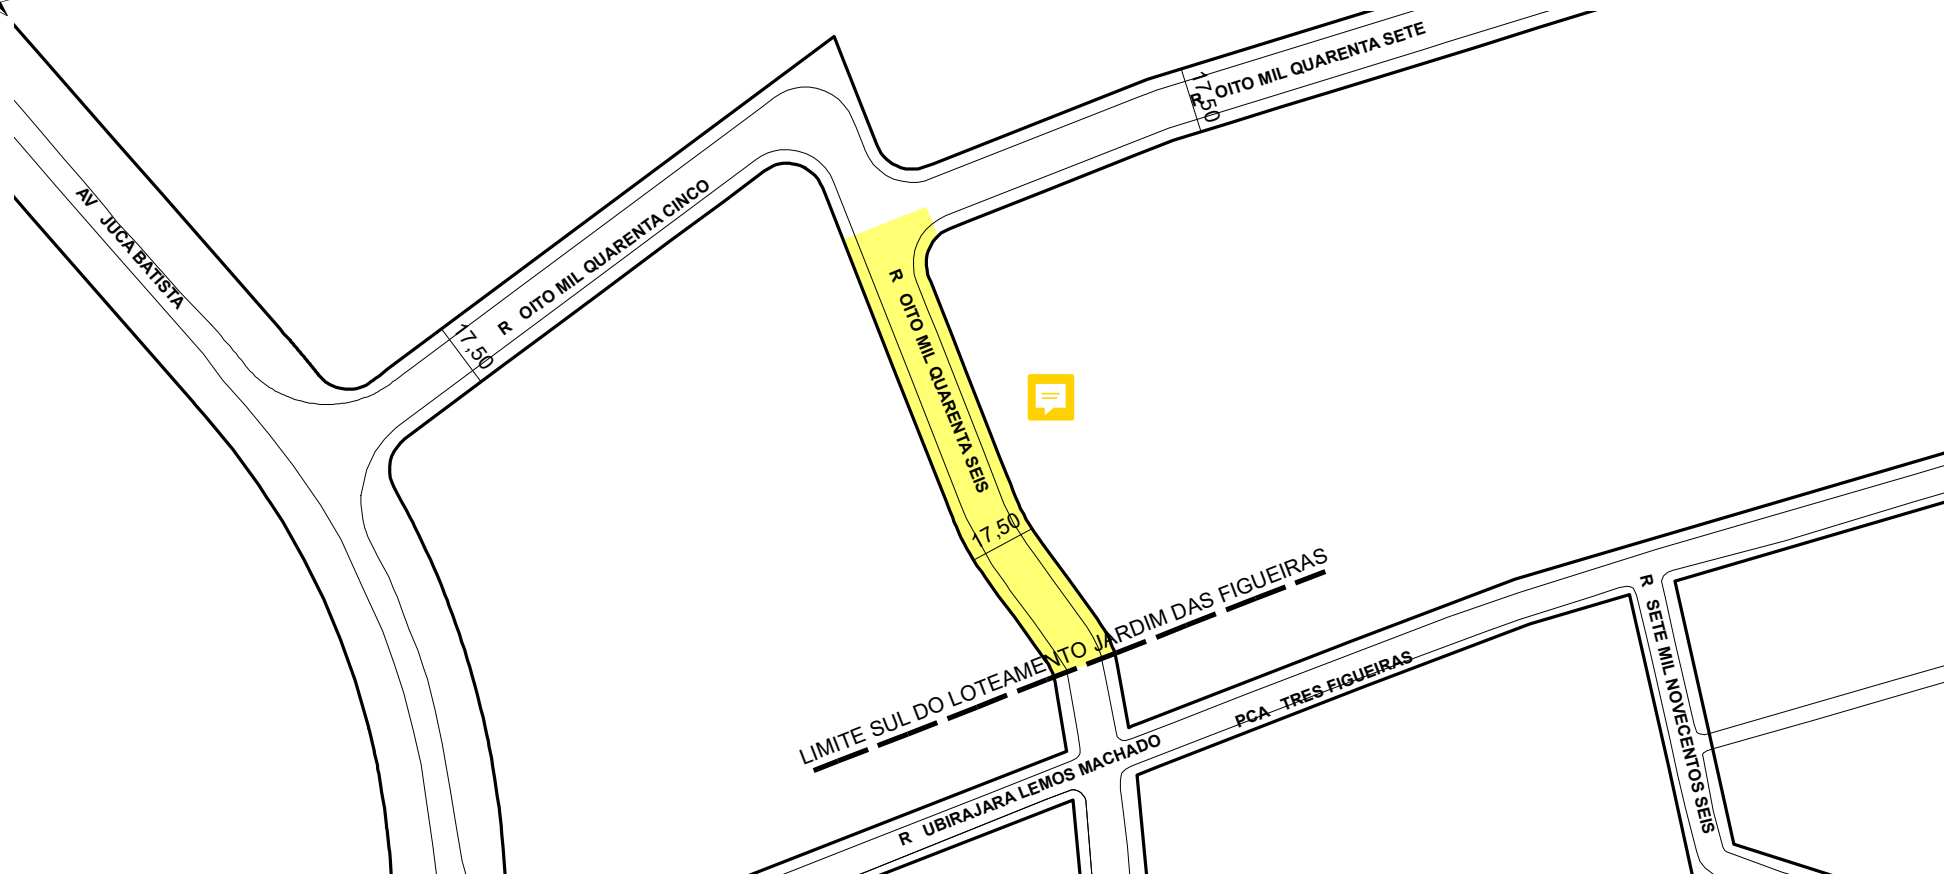 R   OITO MIL QUARENTA SETE
17,50
AV   JUCA BATISTA
R   OITO MIL QUARENTA CINCO
17,50
R   OITO MIL QUARENTA SEIS
17,50
LIMITE SUL DO LOTEAMENTO JARDIM DAS FIGUEIRAS
R   SETE MIL NOVECENTOS SEIS
PCA   TRES FIGUEIRAS
R   UBIRAJARA LEMOS MACHADO